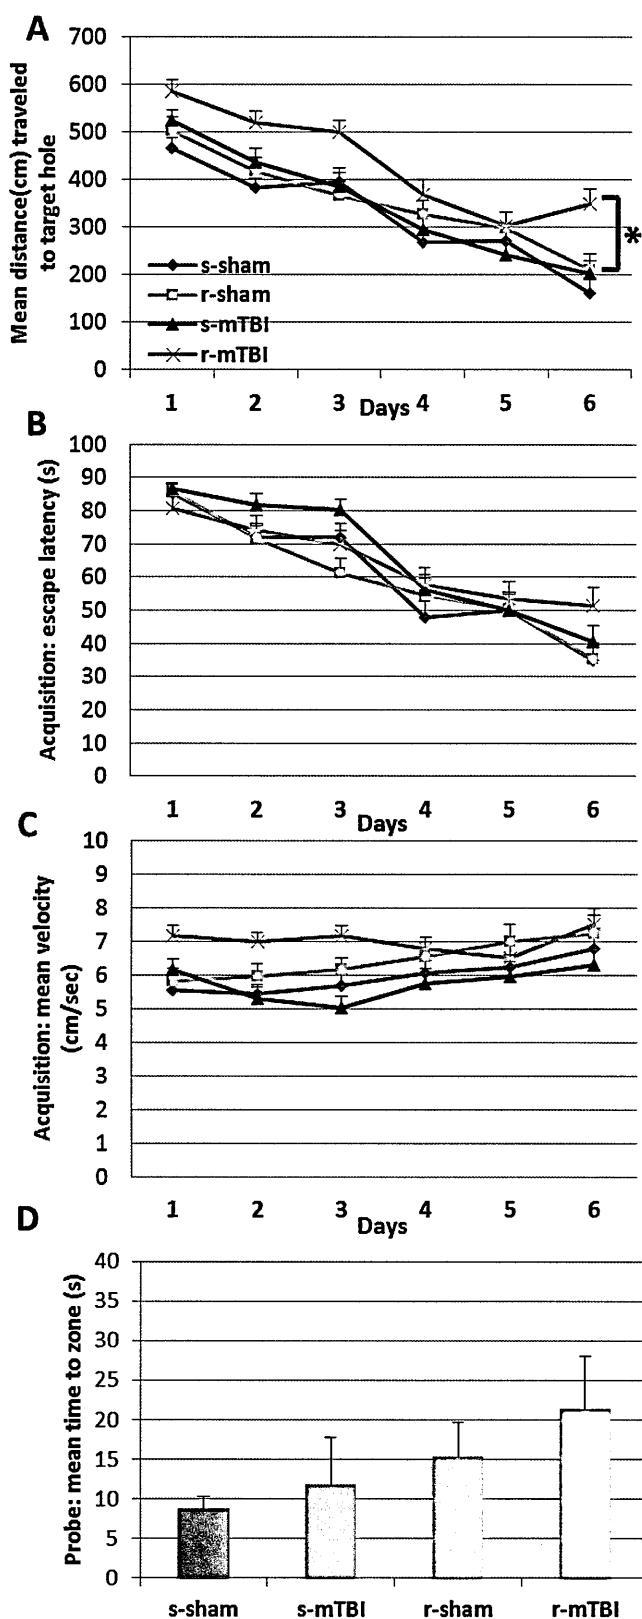 A
700
600
500
400
300
200
100
0
Mean distance(cm) traveled
to target hole
s-sham
r-sham
s-mTBI
r-mTBI
*
1 2 3 4 5 6
Days
B
100
90
80
70
60
50
40
30
20
10
0
Acquisition: escape latency (s)
1 2 3 4 5 6
Days
C
10
9
8
7
6
5
4
3
2
1
0
Acquisition: mean velocity
(cm/sec)
1 2 3 4 5 6
Days
D
40
35
30
25
20
15
10
5
0
Probe: mean time to zone (s)
s-sham s-mTBI r-sham r-mTBI